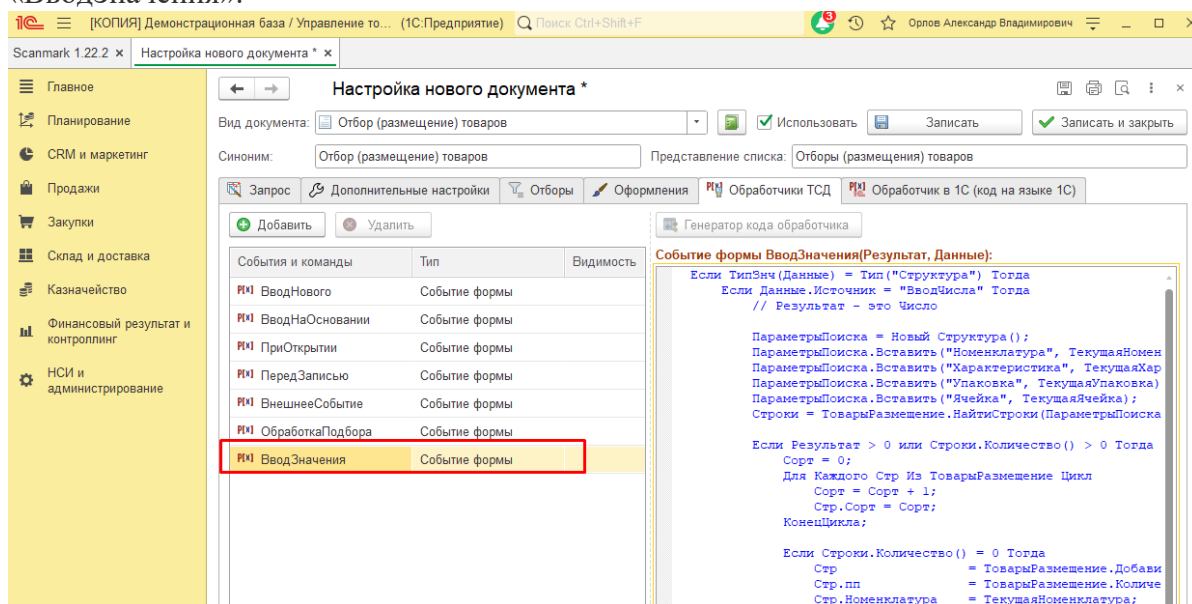 «ВводЗначения».
[КОПИЯ] Демонстрационная база / Управление то... (1С:Предприятие) Поиск Ctrl+Shift+F 3 Орлов Александр Владимирович
Scanmark 1.22.2 × Настройка нового документа * ×
Главное
Планирование
CRM и маркетинг
Продажи
Закупки
Склад и доставка
Казначейство
Финансовый результат и
контроллинг
НСИ и
администрирование
Настройка нового документа *
Вид документа: Отбор (размещение) товаров Использовать Записать Записать и закрыть
Синоним: Отбор (размещение) товаров Представление списка: Отборы (размещения) товаров
Запрос Дополнительные настройки Отборы Оформления Обработчики ТСД Обработчик в 1С (код на языке 1С)
Добавить Удалить Генератор кода обработчика
События и команды Тип Видимость
ВводНового Событие формы
ВводНаОсновании Событие формы
ПриОткрытии Событие формы
ПередЗаписью Событие формы
ВнешнееСобытие Событие формы
ОбработкаПодбора Событие формы
ВводЗначения Событие формы
Событие формы ВводЗначения(Результат, Данные):
Если ТипЗнч(Данные) = Тип("Структура") Тогда
Если Данные.Источник = "ВводЧисла" Тогда
// Результат - это Число
ПараметрыПоиска = Новый Структура();
ПараметрыПоиска.Вставить("Номенклатура", ТекущаяНомен
ПараметрыПоиска.Вставить("Характеристика", ТекущаяХар
ПараметрыПоиска.Вставить("Упаковка", ТекущаяУпаковка)
ПараметрыПоиска.Вставить("Ячейка", ТекущаяЯчейка);
Строки = ТоварыРазмещение.НайтиСтроки(ПараметрыПоиска
Если Результат > 0 или Строки.Количество() > 0 Тогда
Сорт = 0;
Для Каждого Стр Из ТоварыРазмещение Цикл
Сорт = Сорт + 1;
Стр.Сорт = Сорт;
КонецЦикла;
Если Строки.Количество() = 0 Тогда
Стр = ТоварыРазмещение.Добави
Стр.пп = ТоварыРазмещение.Количе
Стр.Номенклатура = ТекущаяНоменклатура;